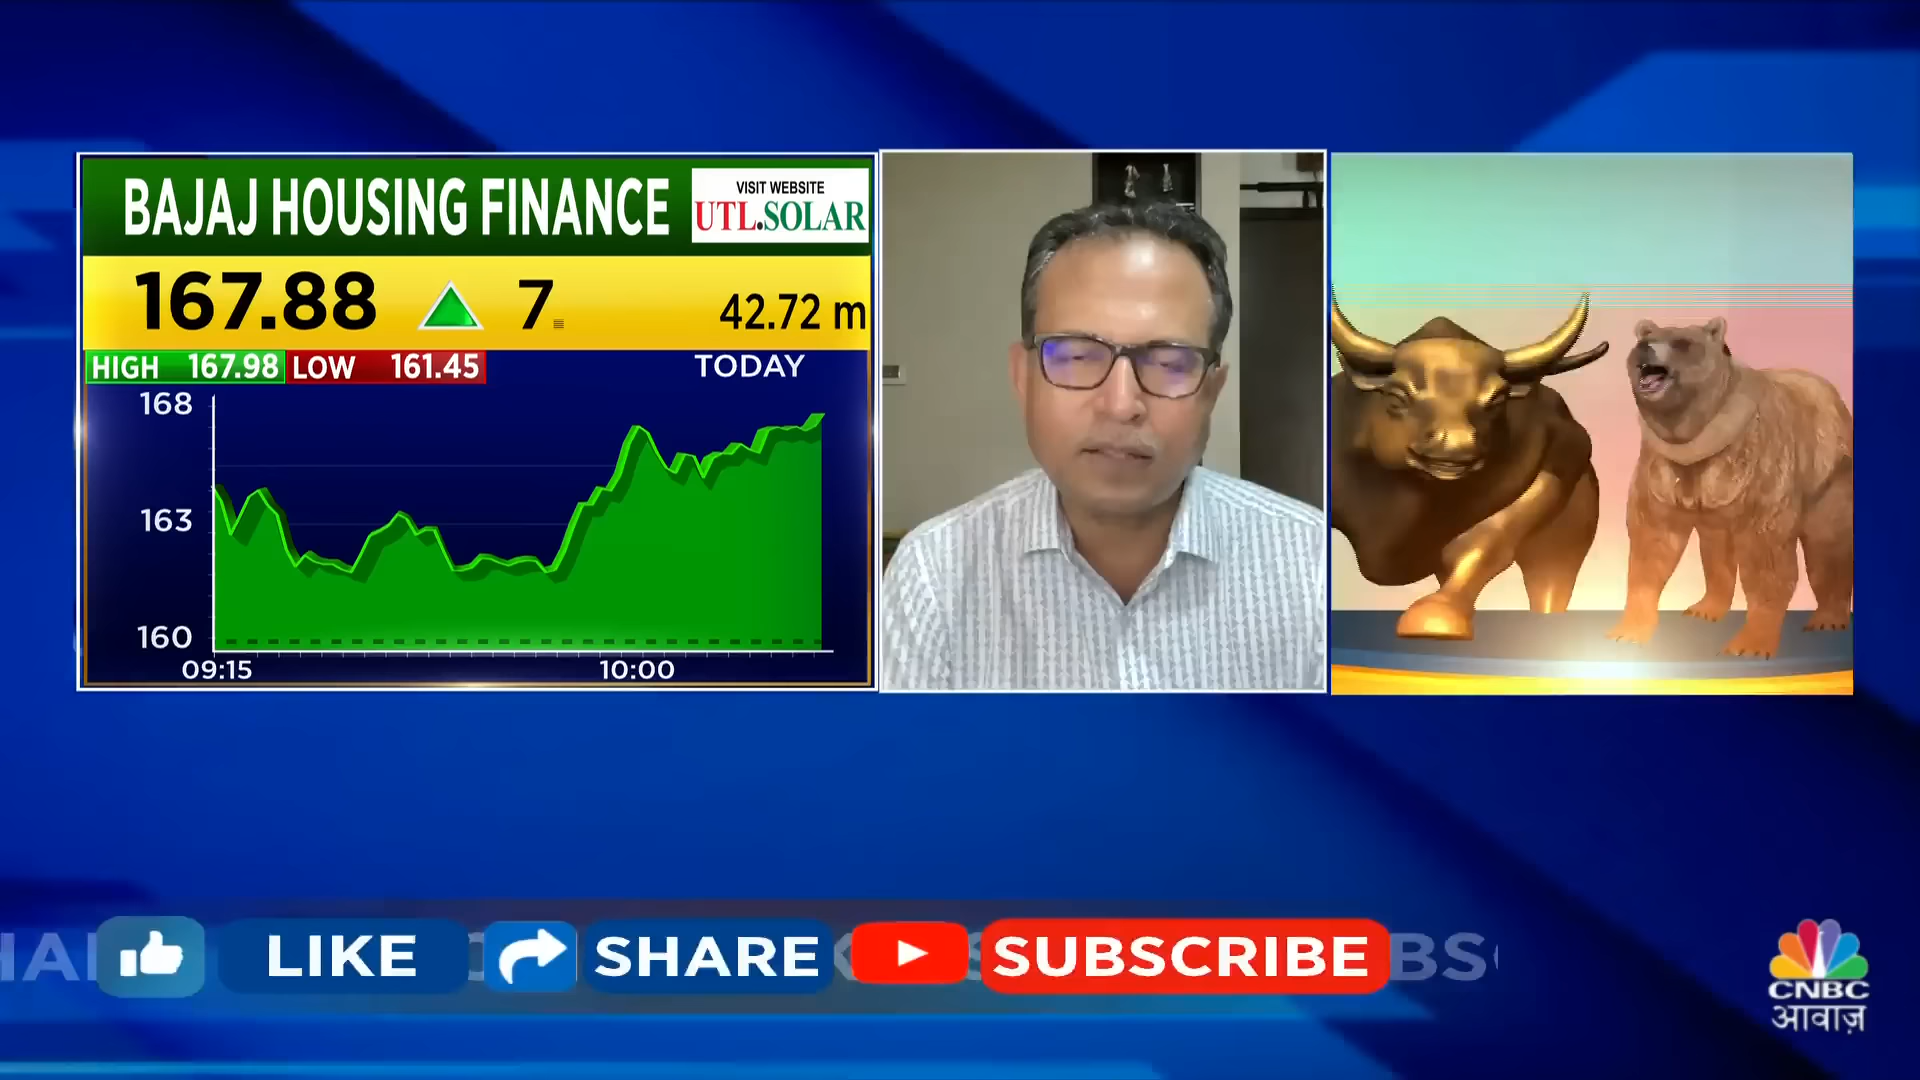 BAJAJ HOUSING FINANCE
VISIT WEBSITE
UTL.SOLAR
167.88 7. 42.72 m
HIGH 167.98 LOW 161.45 TODAY
168
163
160
09:15 10:00
LIKE SHARE SUBSCRIBE
CNBC
आवाज़